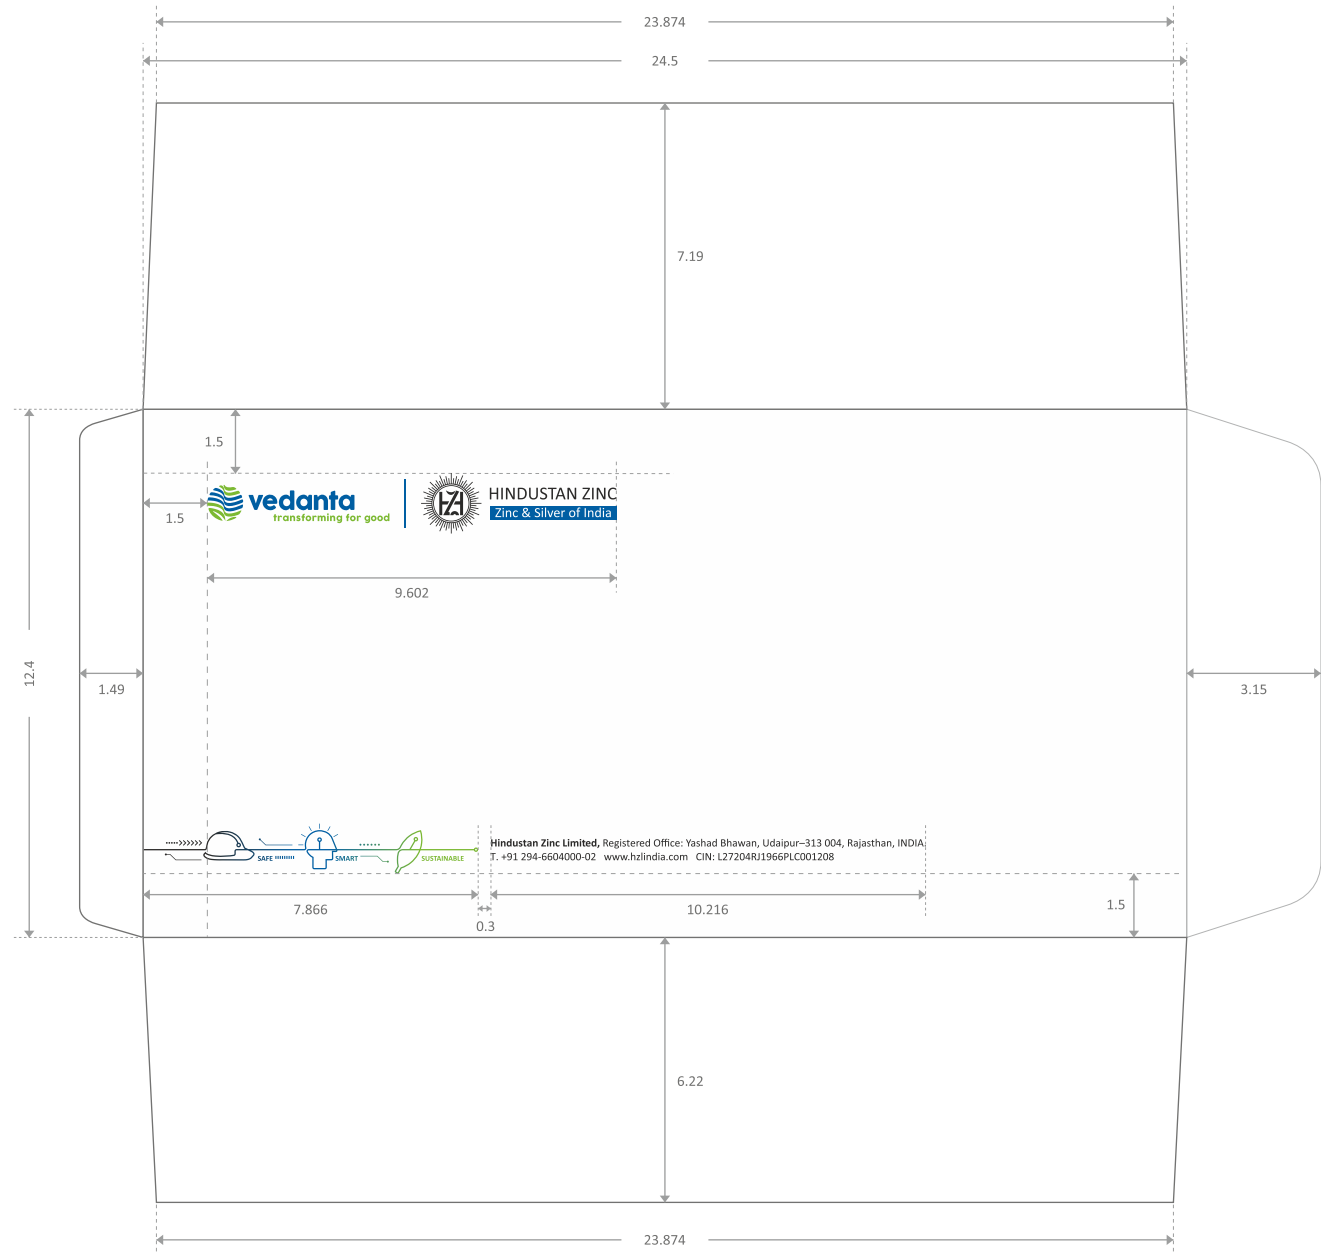 23.874
24.5
7.19
1.5
vedanta
transforming for good
HINDUSTAN ZINC
Zinc & Silver of India
1.5
9.602
12.4
1.49
3.15
SAFE
SMART
SUSTAINABLE
Hindustan Zinc Limited, Registered Office: Yashad Bhawan, Udaipur–313 004, Rajasthan, INDIA.
T. +91 294-6604000-02 www.hzlindia.com CIN: L27204RJ1966PLC001208
7.866
0.3
10.216
1.5
6.22
23.874